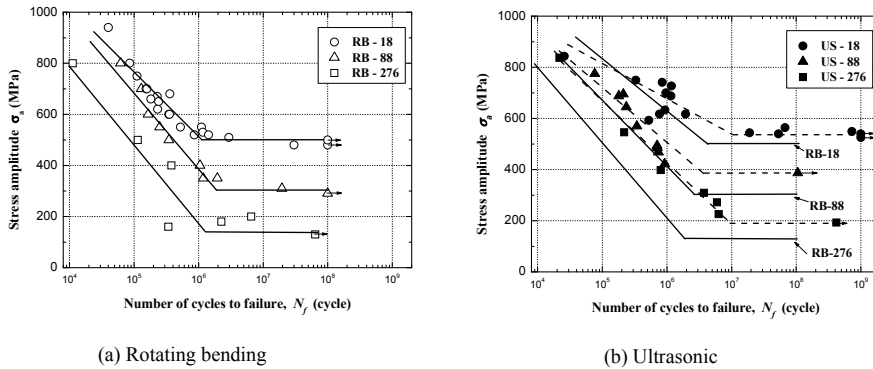 1000
800
600
400
200
0
Stress amplitude σa (MPa)
10^4 10^5 10^6 10^7 10^8 10^9
Number of cycles to failure, Nf (cycle)
RB - 18
RB - 88
RB - 276
(a) Rotating bending
1000
800
600
400
200
0
Stress amplitude σa (MPa)
10^4 10^5 10^6 10^7 10^8 10^9
Number of cycles to failure, Nf (cycle)
US - 18
US - 88
US - 276
RB-18
RB-88
RB-276
(b) Ultrasonic